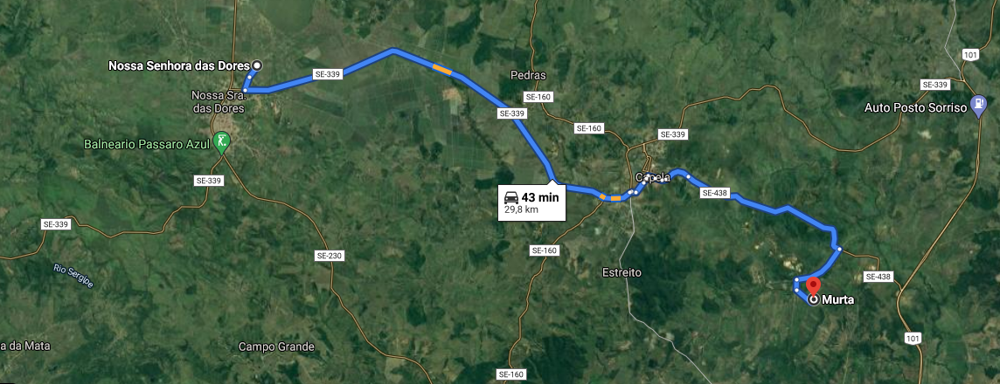 101
Nossa Senhora das Dores
SE-339
Pedras
SE-339
Nossa Sra.
das Dores
SE-160
Auto Posto Sorriso
SE-339
SE-160
SE-339
Balneario Passaro Azul
SE-339
Capela
SE-438
43 min
29,8 km
SE-339
SE-160
SE-230
Rio Sergipe
Estreito
SE-438
Murta
101
a da Mata
Campo Grande
SE-160